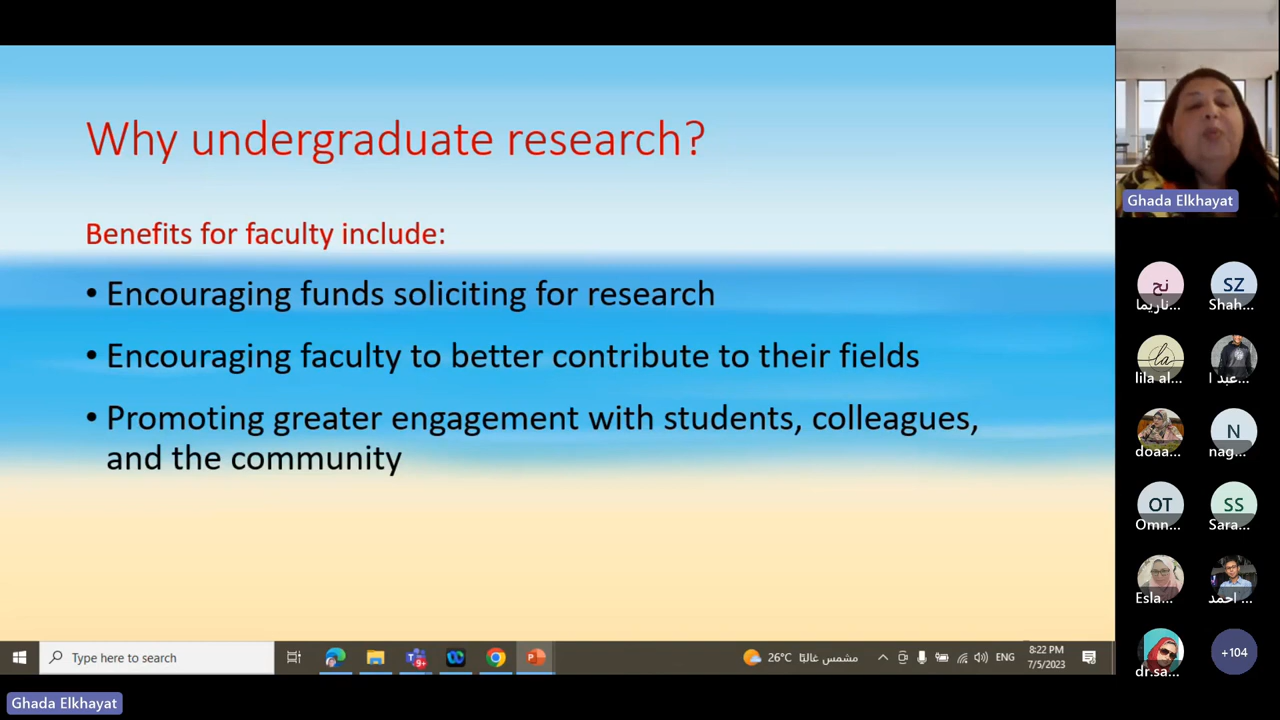 Why undergraduate research?
Benefits for faculty include:
• Encouraging funds soliciting for research
• Encouraging faculty to better contribute to their fields
• Promoting greater engagement with students, colleagues,
and the community
Ghada Elkhayat
نح
SZ
ناريما...
Shah...
lila al...
عبد ا...
N
doaa...
nag...
OT
SS
Omn...
Sara...
Esla...
احمد ...
+104
dr.sa...
Type here to search
9+
26°C
مشمس غالبًا
ENG
8:22 PM
7/5/2023
Ghada Elkhayat